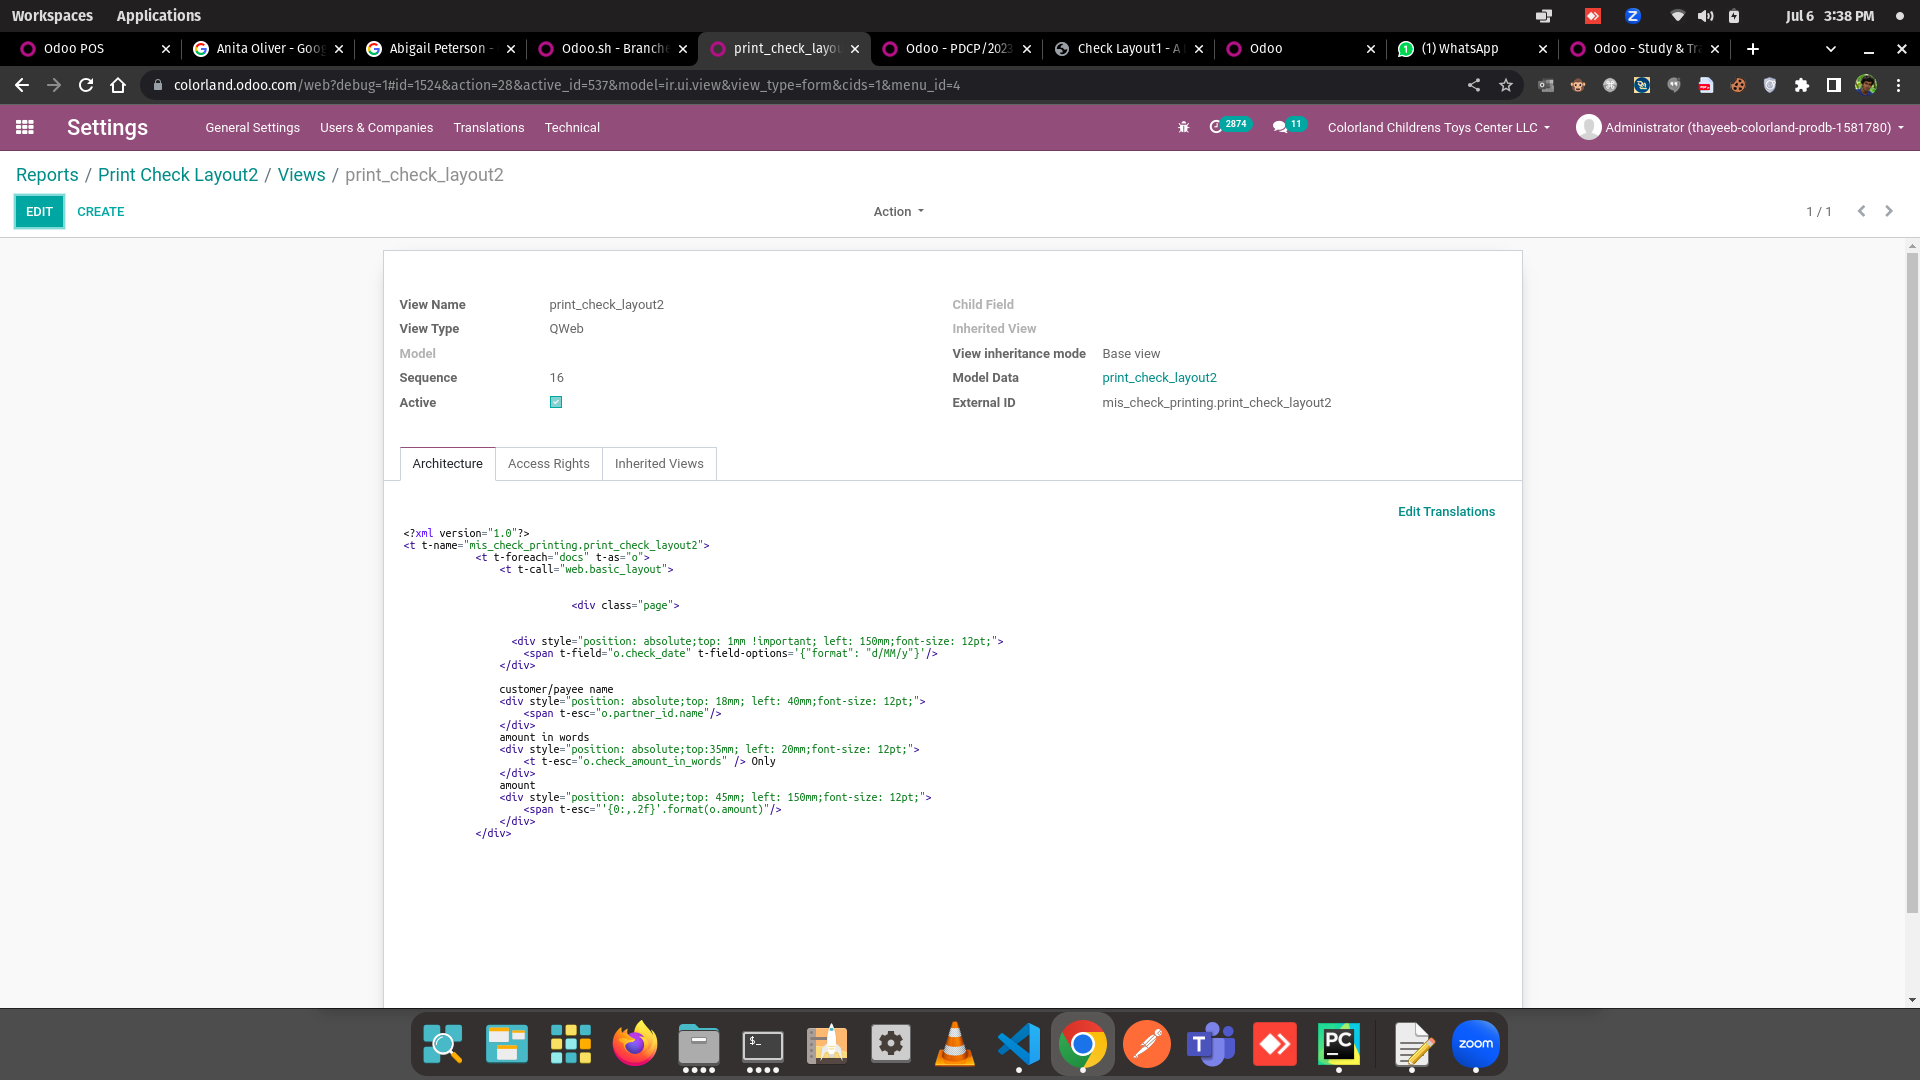 Workspaces Applications Jul 6 3:38 PM
Odoo POS Anita Oliver - Goo Abigail Peterson - Odoo.sh - Branche print_check_layou Odoo - PDCP/2023 Check Layout1 - A Odoo (1) WhatsApp Odoo - Study & Tra
colorland.odoo.com/web?debug=1#id=1524&action=28&active_id=537&model=ir.ui.view&view_type=form&cids=1&menu_id=4
Settings General Settings Users & Companies Translations Technical 2874 11 Colorland Childrens Toys Center LLC Administrator (thayeeb-colorland-prodb-1581780)
Reports / Print Check Layout2 / Views / print_check_layout2
EDIT CREATE Action 1 / 1
View Name print_check_layout2 Child Field
View Type QWeb Inherited View
Model View inheritance mode Base view
Sequence 16 Model Data print_check_layout2
Active External ID mis_check_printing.print_check_layout2
Architecture Access Rights Inherited Views
Edit Translations
<?xml version="1.0"?>
<t t-name="mis_check_printing.print_check_layout2">
<t t-foreach="docs" t-as="o">
<t t-call="web.basic_layout">
<div class="page">
<div style="position: absolute;top: 1mm !important; left: 150mm;font-size: 12pt;">
<span t-field="o.check_date" t-field-options='{"format": "d/MM/y"}'/>
</div>
customer/payee name
<div style="position: absolute;top: 18mm; left: 40mm;font-size: 12pt;">
<span t-esc="o.partner_id.name"/>
</div>
amount in words
<div style="position: absolute;top:35mm; left: 20mm;font-size: 12pt;">
<t t-esc="o.check_amount_in_words" /> Only
</div>
amount
<div style="position: absolute;top: 45mm; left: 150mm;font-size: 12pt;">
<span t-esc="'{0:,.2f}'.format(o.amount)"/>
</div>
</div>
$_ T PC zoom